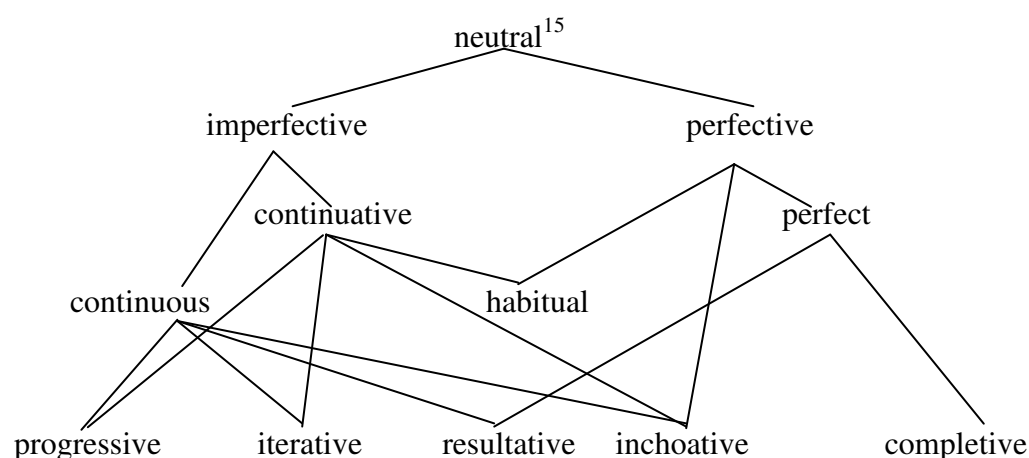 neutral15
imperfective perfective
continuative perfect
continuous habitual
progressive iterative resultative inchoative completive